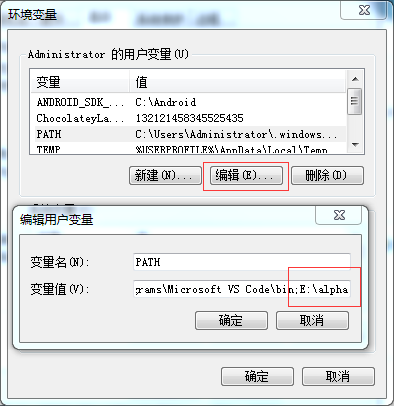 环境变量
Administrator 的用户变量(U)
变量 值
ANDROID_SDK_... C:\Android
ChocolateyLa... 132121458345525435
PATH C:\Users\Administrator\.windows...
TEMP %USERPROFILE%\AppData\Local\Temp
新建(N)... 编辑(E)... 删除(D)
编辑用户变量
变量名(N): PATH
变量值(V): grams\Microsoft VS Code\bin;E:\alpha
确定 取消
确定 取消